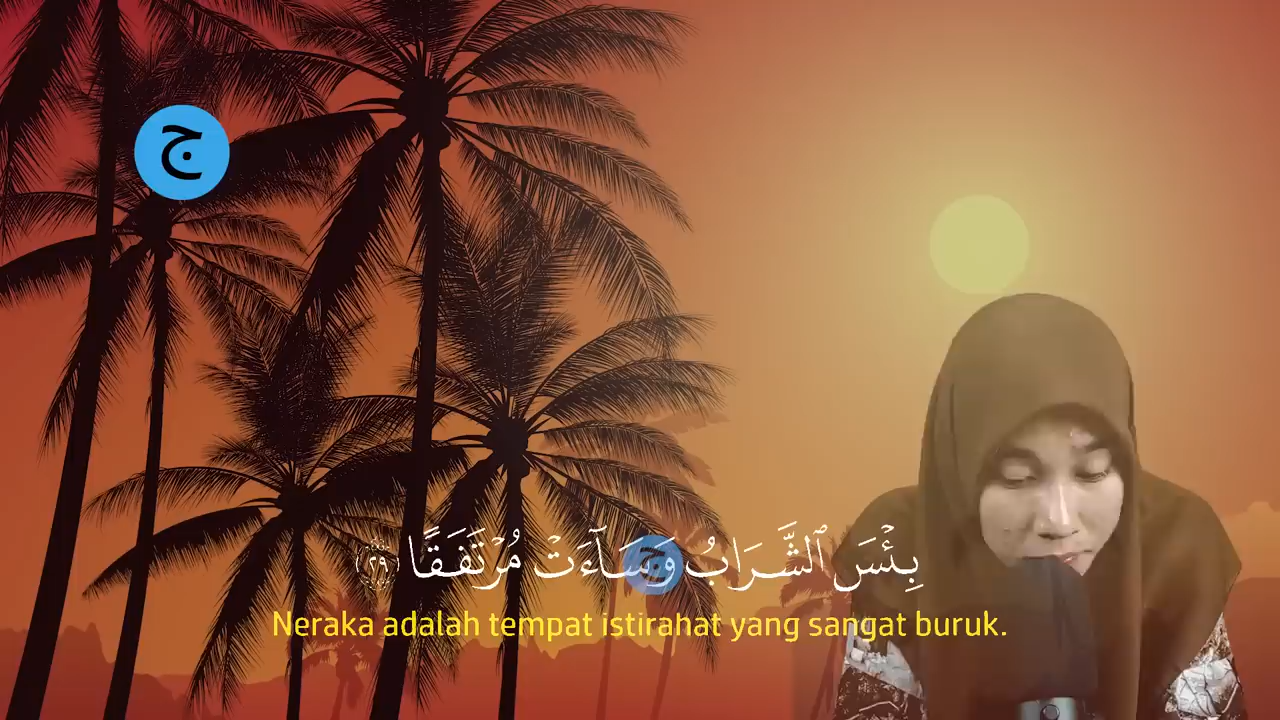 ج
بِئْسَ ٱلشَّرَابُ ج وَسَآءَتْ مُرْتَفَقًا ﴿٢٩﴾
Neraka adalah tempat istirahat yang sangat buruk.